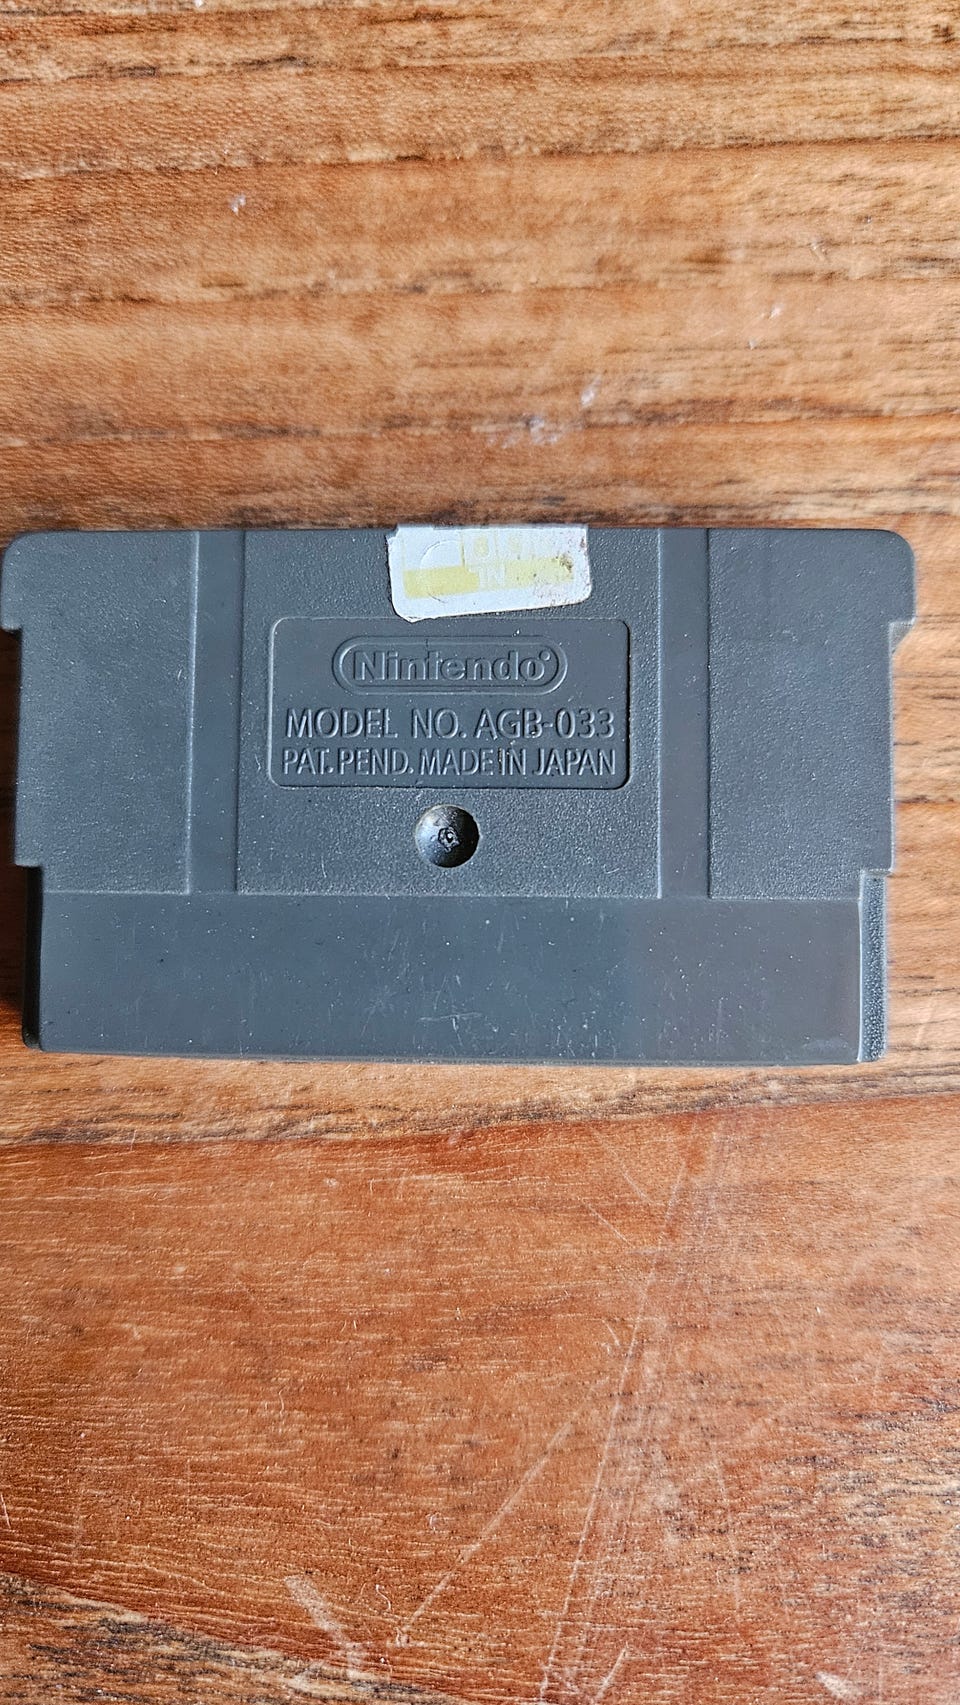 Nintendo
MODEL NO. AGB-033
PAT. PEND. MADE IN JAPAN